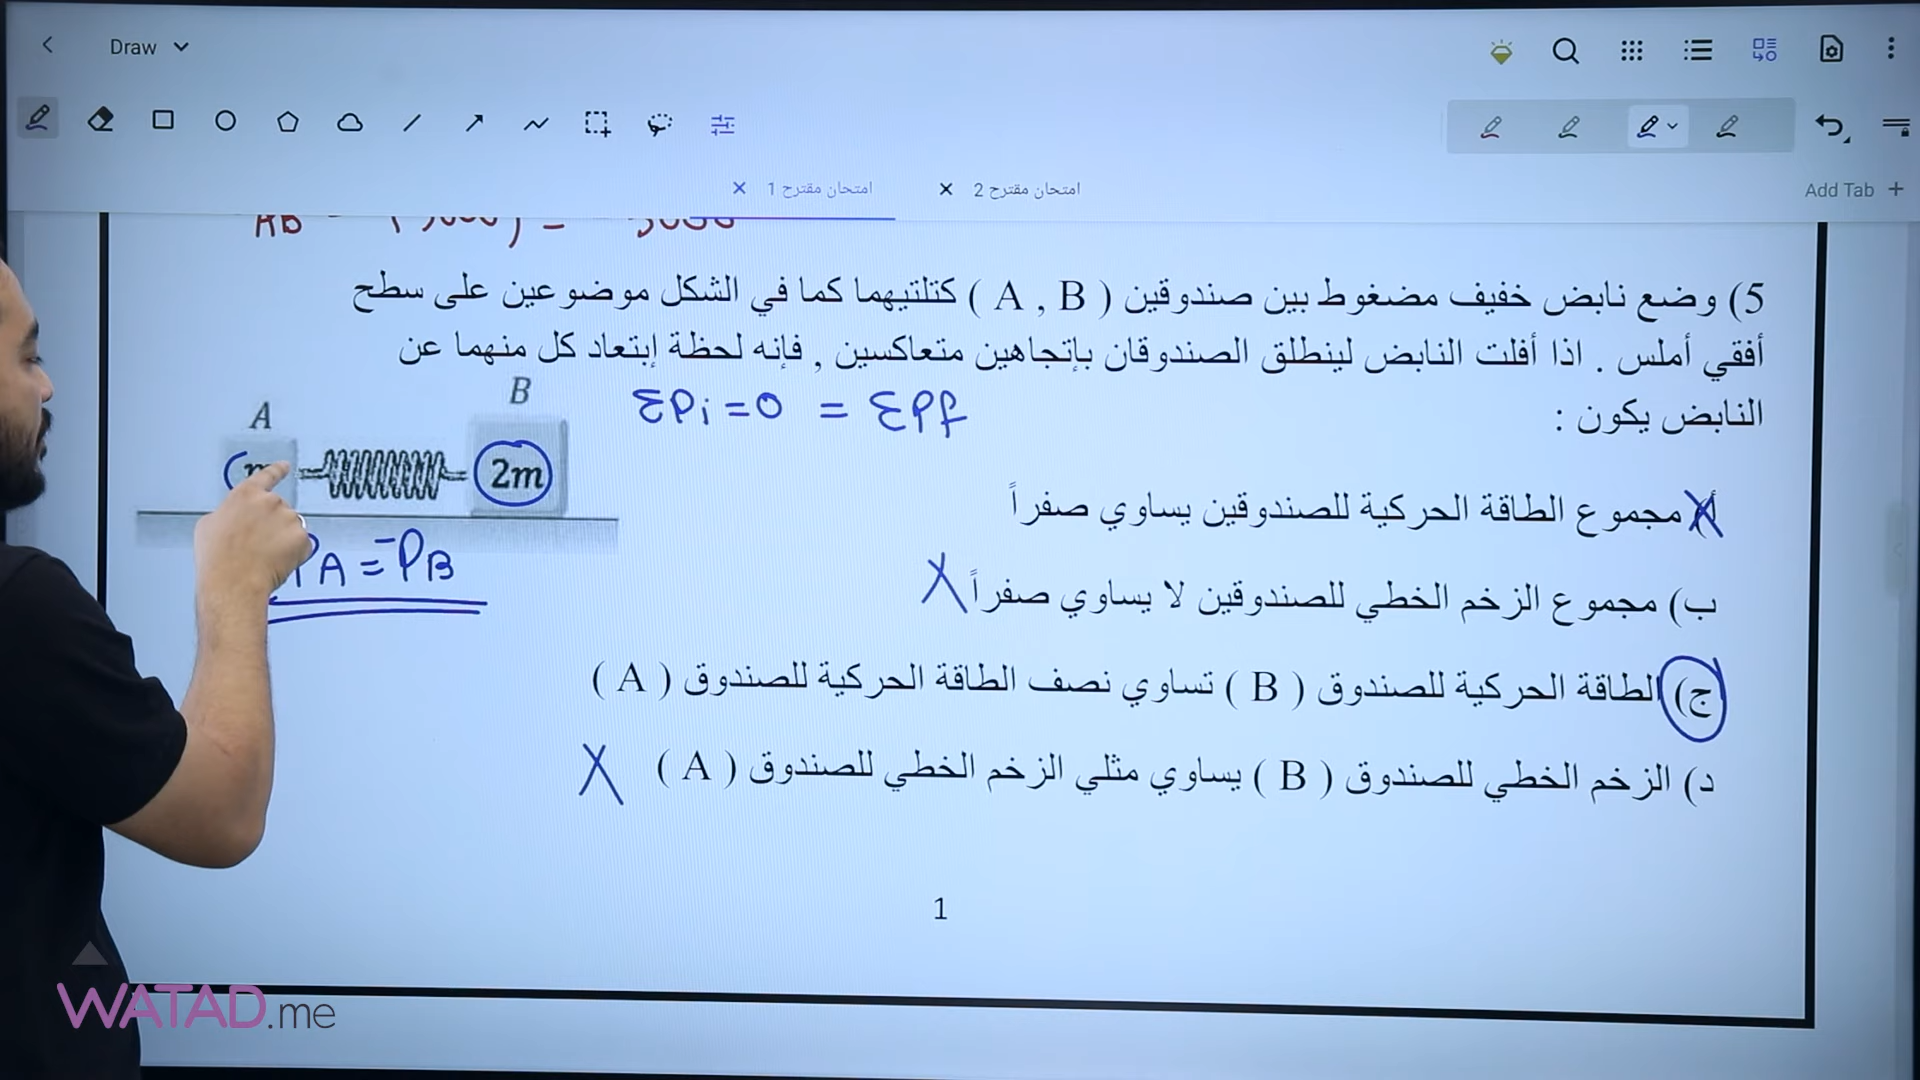 Draw
امتحان مقترح 1
امتحان مقترح 2
Add Tab
5) وضع نابض خفيف مضغوط بين صندوقين ( A , B ) كتلتيهما كما في الشكل موضوعين على سطح
أفقي أملس . اذا أفلت النابض لينطلق الصندوقان بإتجاهين متعاكسين , فإنه لحظة إبتعاد كل منهما عن
النابض يكون :
Σpi = 0 = Σpf
A
B
2m
PA = -PB
مجموع الطاقة الحركية للصندوقين يساوي صفراً
ب) مجموع الزخم الخطي للصندوقين لا يساوي صفراً
ج) الطاقة الحركية للصندوق ( B ) تساوي نصف الطاقة الحركية للصندوق ( A )
د) الزخم الخطي للصندوق ( B ) يساوي مثلي الزخم الخطي للصندوق ( A )
1
WATAD.me